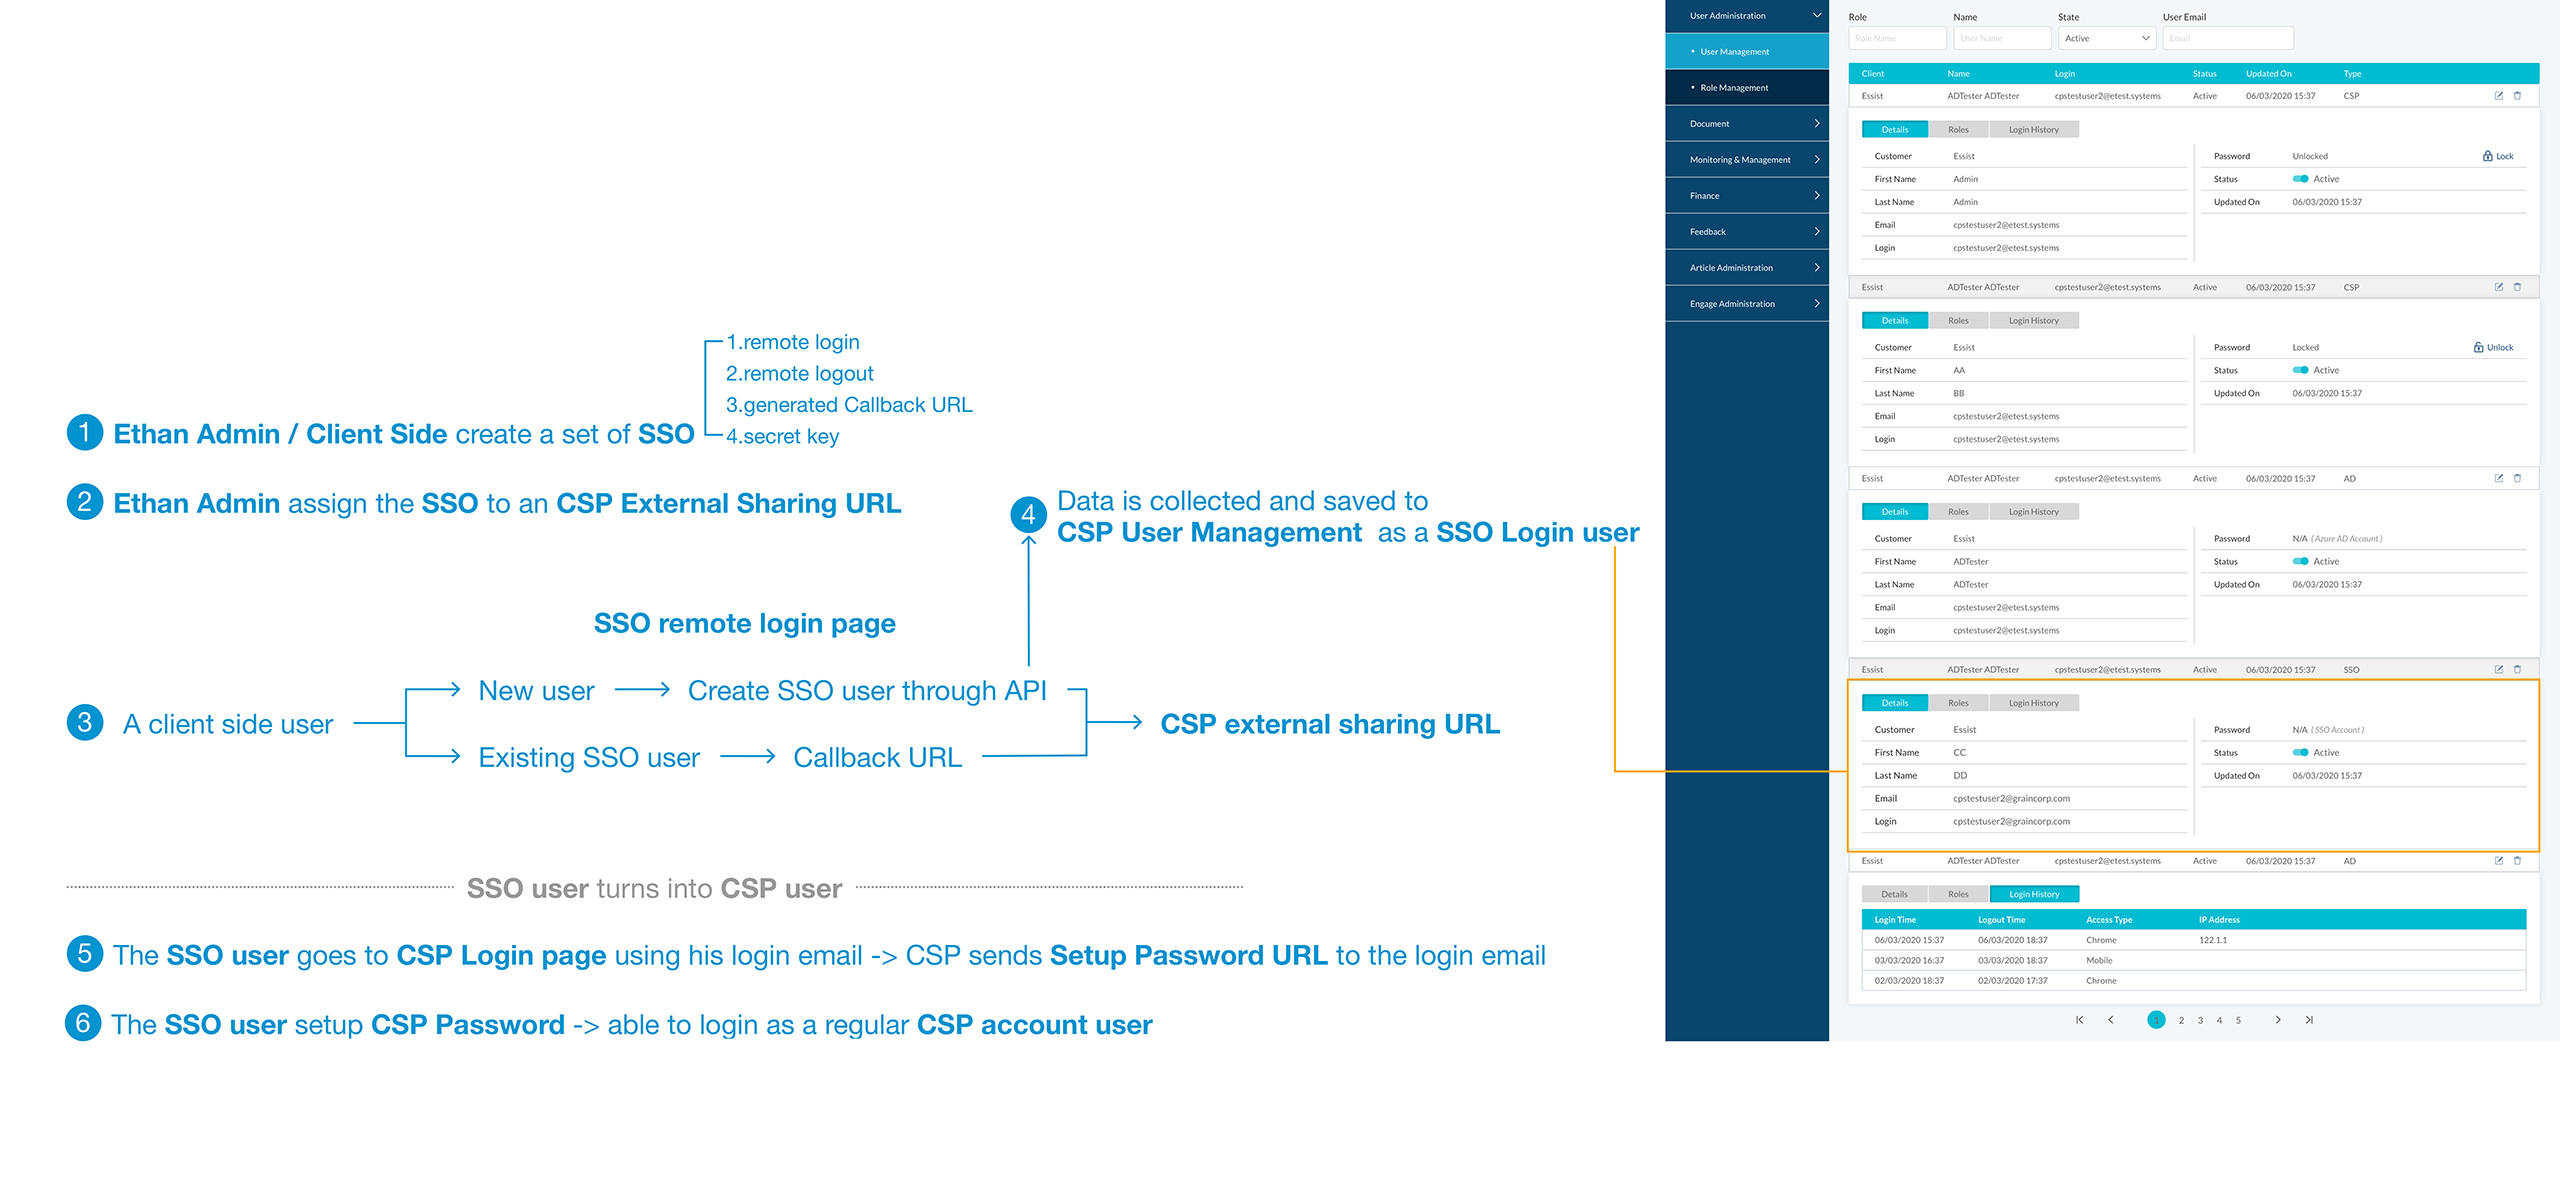 1.remote login
2.remote logout
3.generated Callback URL
4.secret key
1 Ethan Admin / Client Side create a set of SSO
2 Ethan Admin assign the SSO to an CSP External Sharing URL
4 Data is collected and saved to
CSP User Management as a SSO Login user
SSO remote login page
New user Create SSO user through API
3 A client side user
CSP external sharing URL
Existing SSO user Callback URL
SSO user turns into CSP user
5 The SSO user goes to CSP Login page using his login email -> CSP sends Setup Password URL to the login email
6 The SSO user setup CSP Password -> able to login as a regular CSP account user
User Administration
• User Management
• Role Management
Document
Monitoring & Management
Finance
Feedback
Article Administration
Engage Administration
Role Name State User Email
Role Name User Name Active Email
Client Name Login Status Updated On Type
Essist ADTester ADTester cpstestuser2@etest.systems Active 06/03/2020 15:37 CSP
Details Roles Login History
Customer Essist Password Unlocked Lock
First Name Admin Status Active
Last Name Admin Updated On 06/03/2020 15:37
Email cpstestuser2@etest.systems
Login cpstestuser2@etest.systems
Essist ADTester ADTester cpstestuser2@etest.systems Active 06/03/2020 15:37 CSP
Details Roles Login History
Customer Essist Password Locked Unlock
First Name AA Status Active
Last Name BB Updated On 06/03/2020 15:37
Email cpstestuser2@etest.systems
Login cpstestuser2@etest.systems
Essist ADTester ADTester cpstestuser2@etest.systems Active 06/03/2020 15:37 AD
Details Roles Login History
Customer Essist Password N/A ( Azure AD Account )
First Name ADTester Status Active
Last Name ADTester Updated On 06/03/2020 15:37
Email cpstestuser2@etest.systems
Login cpstestuser2@etest.systems
Essist ADTester ADTester cpstestuser2@etest.systems Active 06/03/2020 15:37 SSO
Details Roles Login History
Customer Essist Password N/A ( SSO Account )
First Name CC Status Active
Last Name DD Updated On 06/03/2020 15:37
Email cpstestuser2@graincorp.com
Login cpstestuser2@graincorp.com
Essist ADTester ADTester cpstestuser2@etest.systems Active 06/03/2020 15:37 AD
Details Roles Login History
Login Time Logout Time Access Type IP Address
06/03/2020 15:37 06/03/2020 18:37 Chrome 122.1.1
03/03/2020 16:37 03/03/2020 18:37 Mobile
02/03/2020 18:37 02/03/2020 17:37 Chrome
1 2 3 4 5